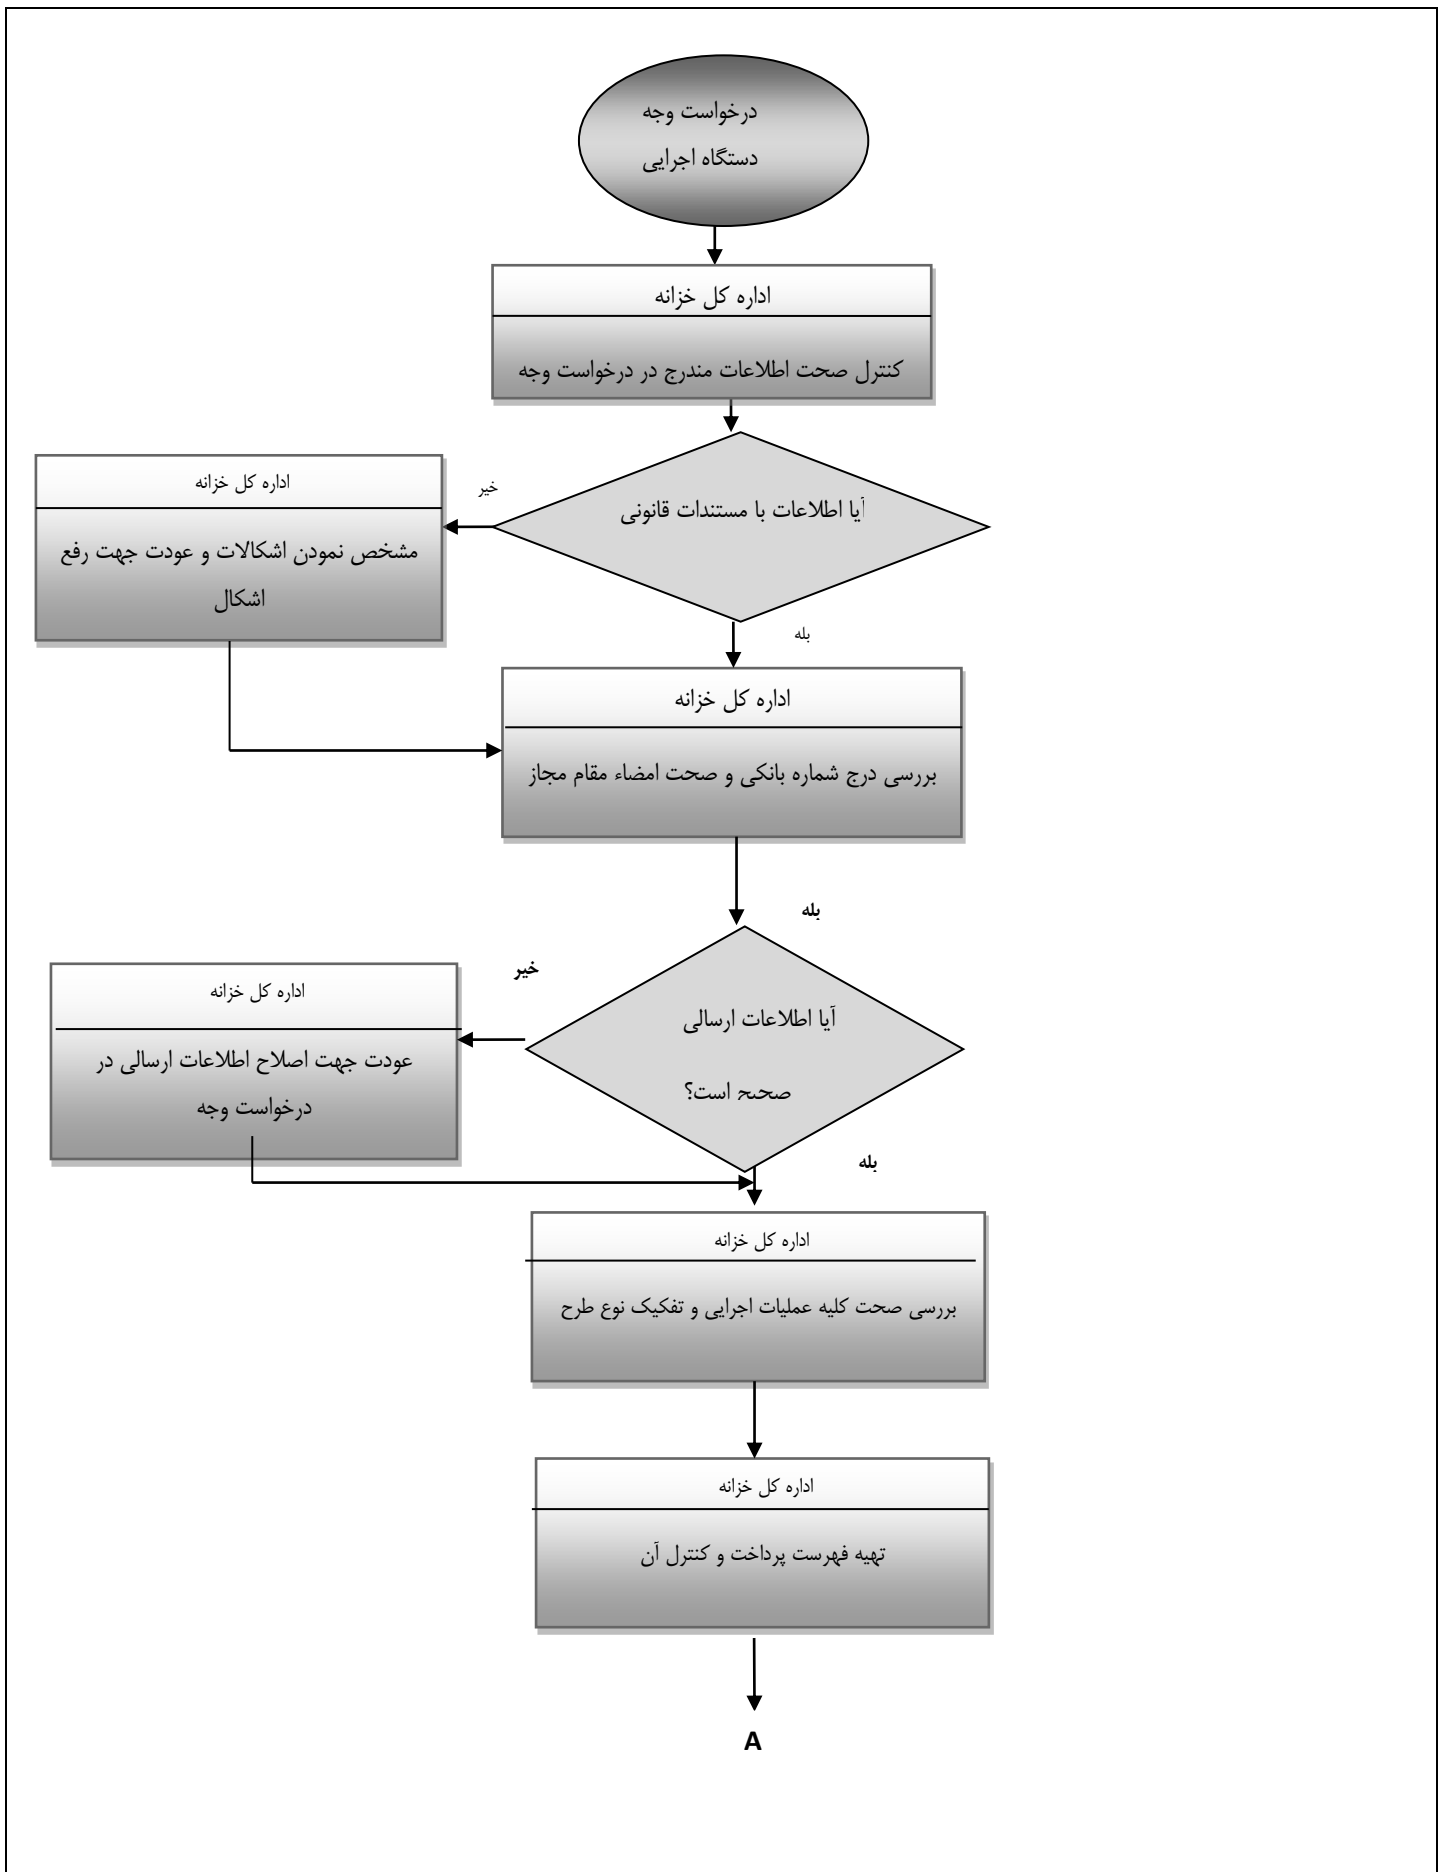 درخواست وجه
دستگاه اجرایی
اداره کل خزانه
کنترل صحت اطلاعات مندرج در درخواست وجه
آیا اطلاعات با مستندات قانونی
خیر
اداره کل خزانه
مشخص نمودن اشکالات و عودت جهت رفع
اشکال
بله
اداره کل خزانه
بررسی درج شماره بانکی و صحت امضاء مقام مجاز
بله
آیا اطلاعات ارسالی
صحیح است؟
خیر
اداره کل خزانه
عودت جهت اصلاح اطلاعات ارسالی در
درخواست وجه
بله
اداره کل خزانه
بررسی صحت کلیه عملیات اجرایی و تفکیک نوع طرح
اداره کل خزانه
تهیه فهرست پرداخت و کنترل آن
A